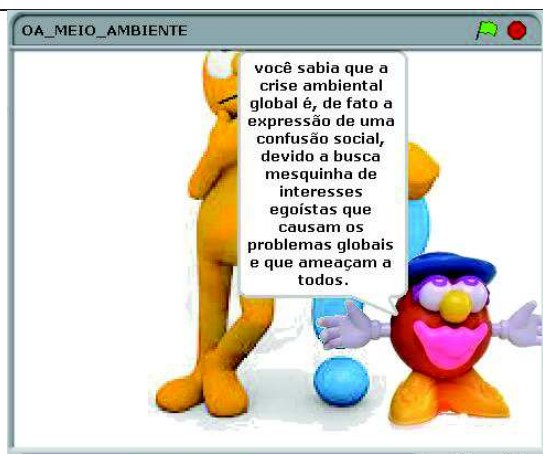 OA_MEIO_AMBIENTE
você sabia que a
crise ambiental
global é, de fato a
expressão de uma
confusão social,
devido a busca
mesquinha de
interesses
egoístas que
causam os
problemas globais
e que ameaçam a
todos.